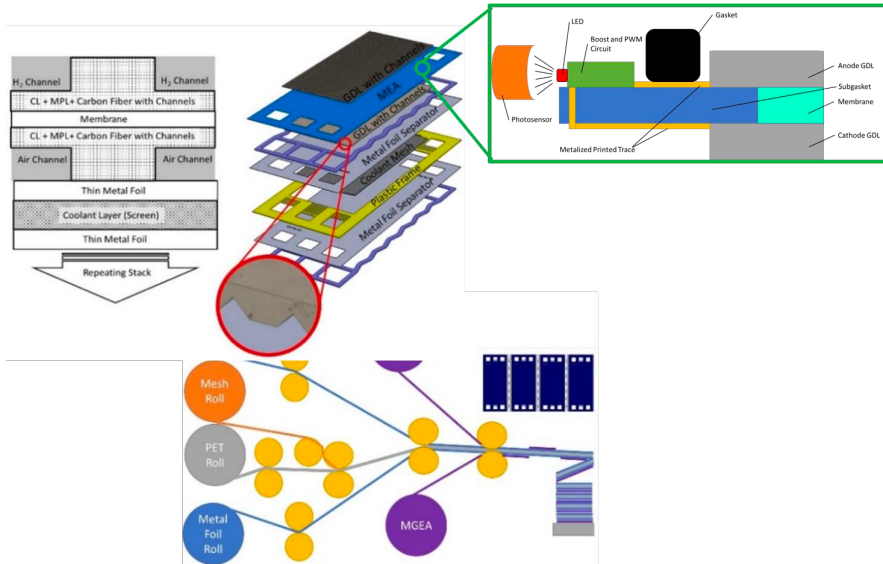 H₂ Channel
H₂ Channel
CL + MPL+ Carbon Fiber with Channels
Membrane
CL + MPL+ Carbon Fiber with Channels
Air Channel
Air Channel
Thin Metal Foil
Coolant Layer (Screen)
Thin Metal Foil
Repeating Stack
GDL with Channels
MEA
GDL with Channels
Metal Foil Separator
Coolant Mesh
Plastic Frame
Metal Foil Separator
LED
Boost and PWM
Circuit
Gasket
Photosensor
Metalized Printed Trace
Anode GDL
Subgasket
Membrane
Cathode GDL
Mesh
Roll
PET
Roll
Metal
Foil
Roll
MGEA